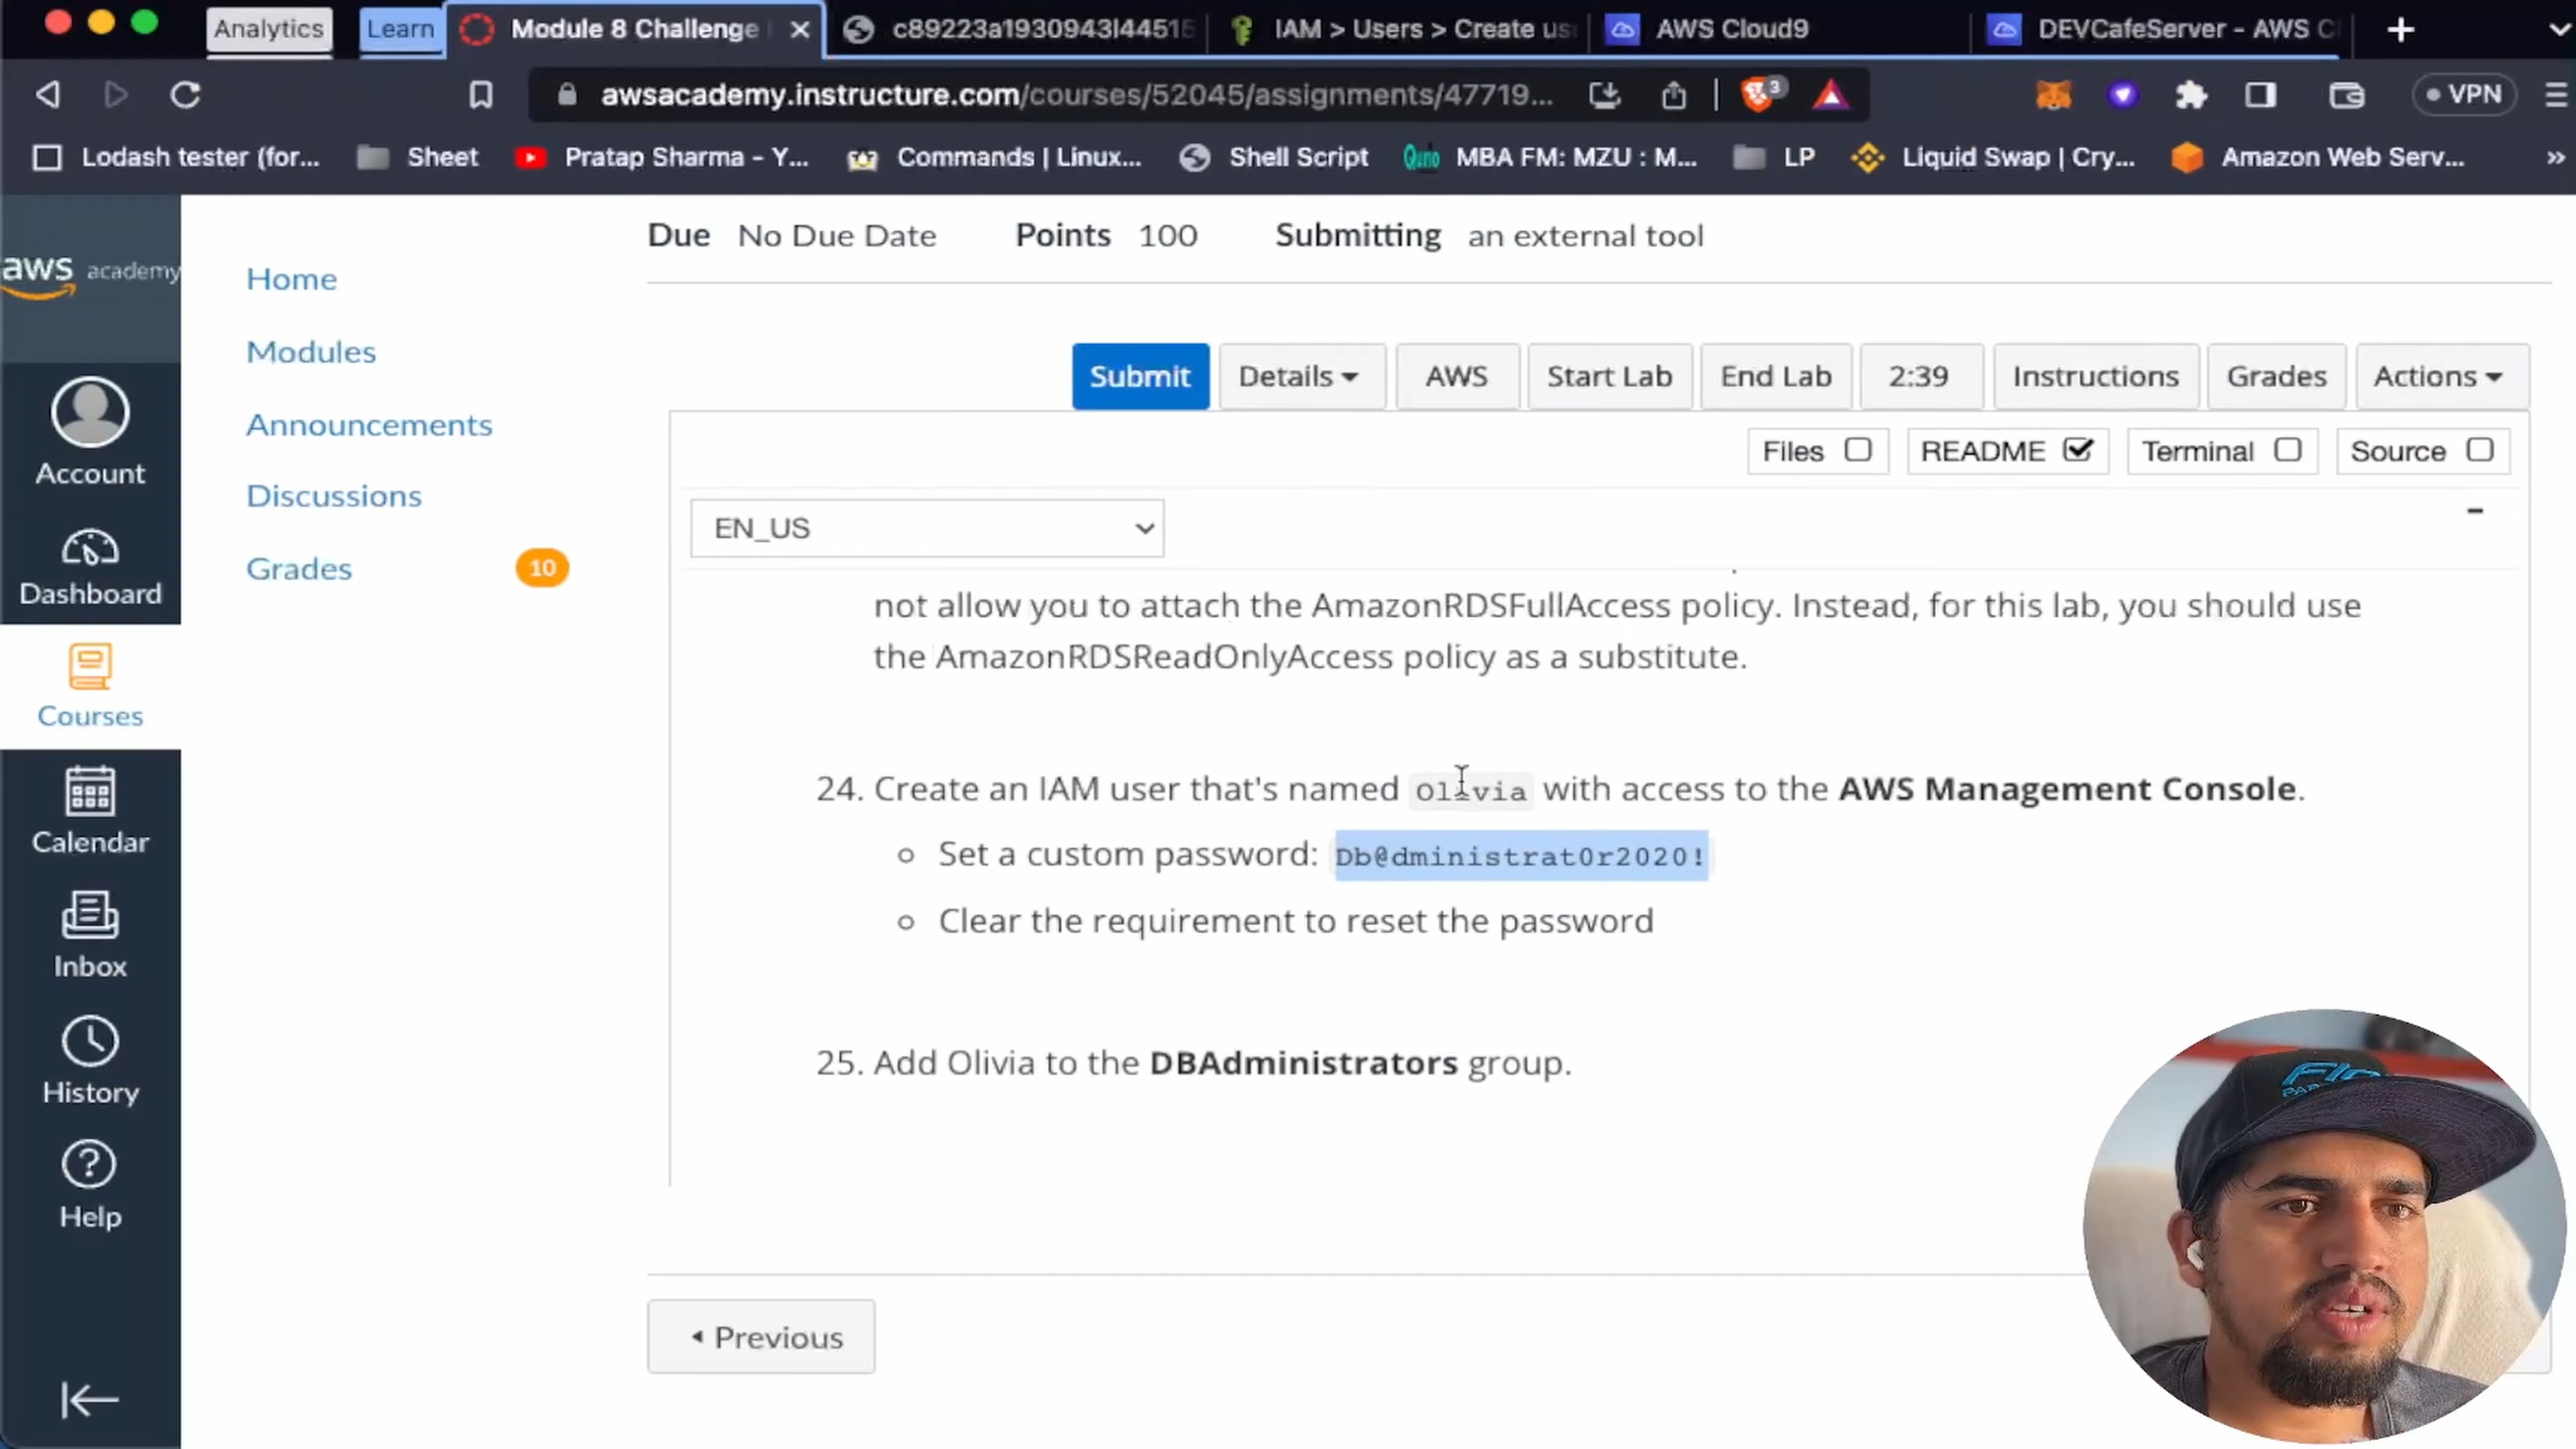 Analytics
Learn
Module 8 Challenge
c89223a1930943l44515
IAM > Users > Create us
AWS Cloud9
DEVCafeServer - AWS C
awsacademy.instructure.com/courses/52045/assignments/47719...
3
VPN
Lodash tester (for...
Sheet
Pratap Sharma - Y...
Commands | Linux...
Shell Script
MBA FM: MZU : M...
LP
Liquid Swap | Cry...
Amazon Web Serv...
aws academy
Account
Dashboard
Courses
Calendar
Inbox
History
Help
Home
Modules
Announcements
Discussions
Grades 10
Due No Due Date Points 100 Submitting an external tool
Submit Details AWS Start Lab End Lab 2:39 Instructions Grades Actions
Files README Terminal Source
EN_US
not allow you to attach the AmazonRDSFullAccess policy. Instead, for this lab, you should use
the AmazonRDSReadOnlyAccess policy as a substitute.
24. Create an IAM user that's named olivia with access to the AWS Management Console.
Set a custom password: Db@dministrat0r2020!
Clear the requirement to reset the password
25. Add Olivia to the DBAdministrators group.
Previous